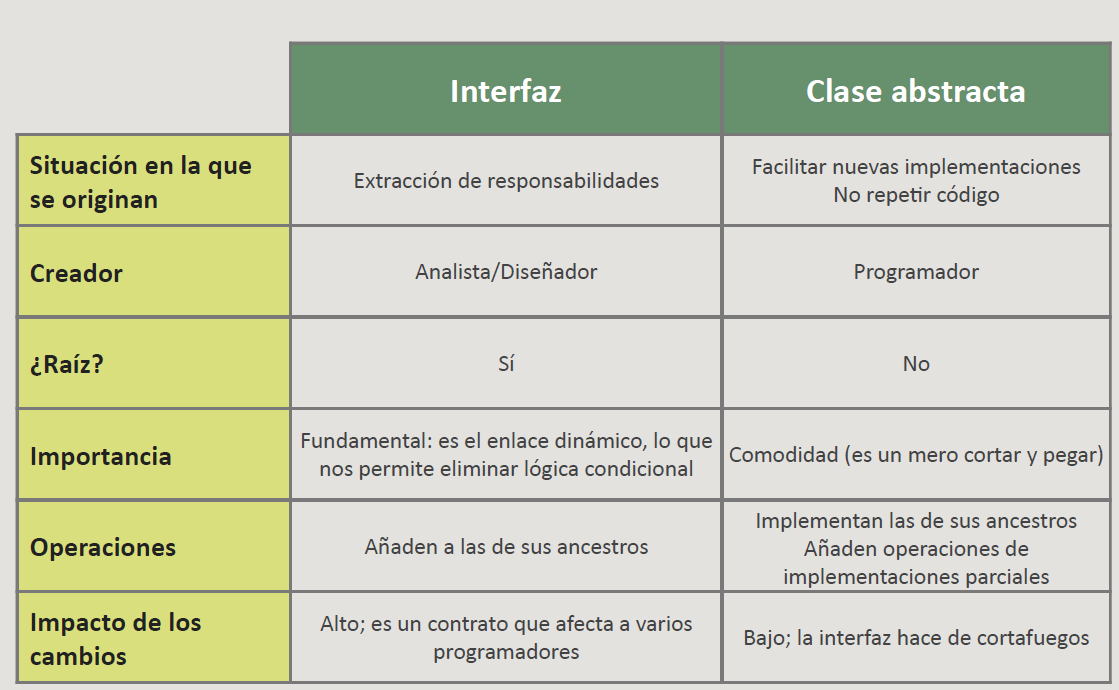 Interfaz
Clase abstracta
Situación en la que
se originan
Extracción de responsabilidades
Facilitar nuevas implementaciones
No repetir código
Creador
Analista/Diseñador
Programador
¿Raíz?
Sí
No
Importancia
Fundamental: es el enlace dinámico, lo que
nos permite eliminar lógica condicional
Comodidad (es un mero cortar y pegar)
Operaciones
Añaden a las de sus ancestros
Implementan las de sus ancestros
Añaden operaciones de
implementaciones parciales
Impacto de los
cambios
Alto; es un contrato que afecta a varios
programadores
Bajo; la interfaz hace de cortafuegos